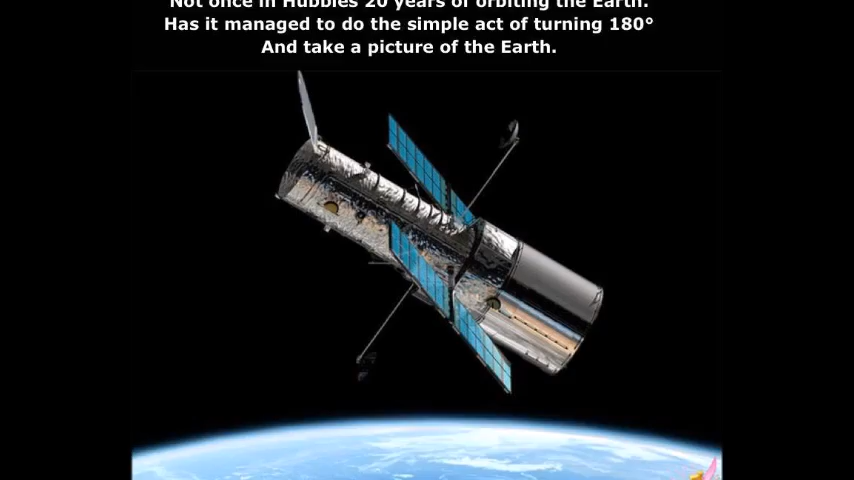 Not once in Hubbles 20 years of orbiting the Earth.
Has it managed to do the simple act of turning 180°
And take a picture of the Earth.